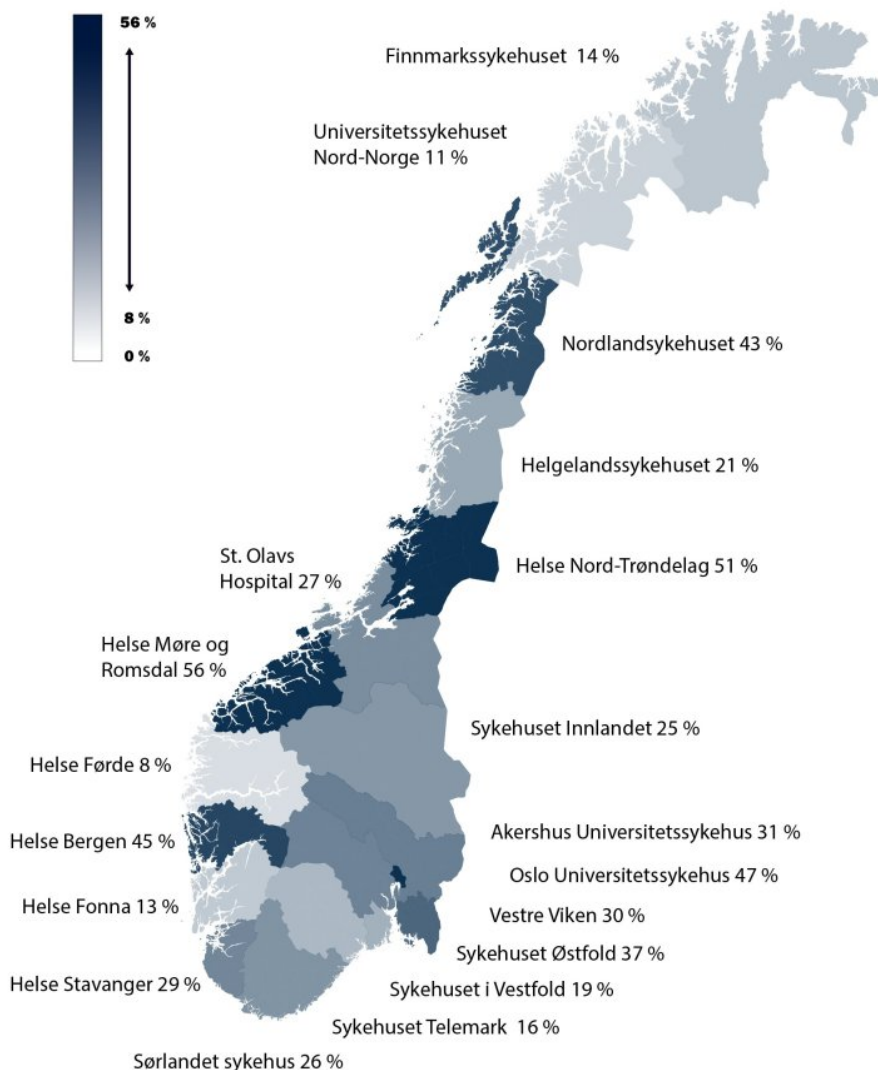 56 %
8 %
0 %
Finnmarkssykehuset 14 %
Universitetssykehuset
Nord-Norge 11 %
Nordlandsykehuset 43 %
Helgelandssykehuset 21 %
St. Olavs
Hospital 27 %
Helse Nord-Trøndelag 51 %
Helse Møre og
Romsdal 56 %
Sykehuset Innlandet 25 %
Helse Førde 8 %
Akershus Universitetssykehus 31 %
Helse Bergen 45 %
Oslo Universitetssykehus 47 %
Helse Fonna 13 %
Vestre Viken 30 %
Sykehuset Østfold 37 %
Helse Stavanger 29 %
Sykehuset i Vestfold 19 %
Sykehuset Telemark 16 %
Sørlandet sykehus 26 %